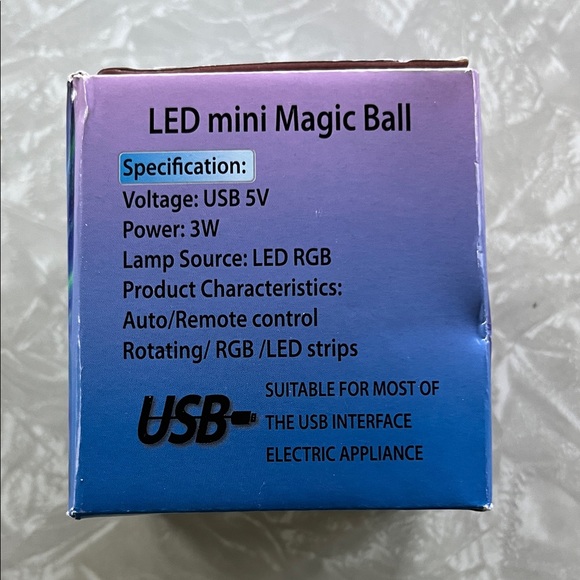 LED mini Magic Ball
Specification:
Voltage: USB 5V
Power: 3W
Lamp Source: LED RGB
Product Characteristics:
Auto/Remote control
Rotating/ RGB /LED strips
USB
SUITABLE FOR MOST OF
THE USB INTERFACE
ELECTRIC APPLIANCE